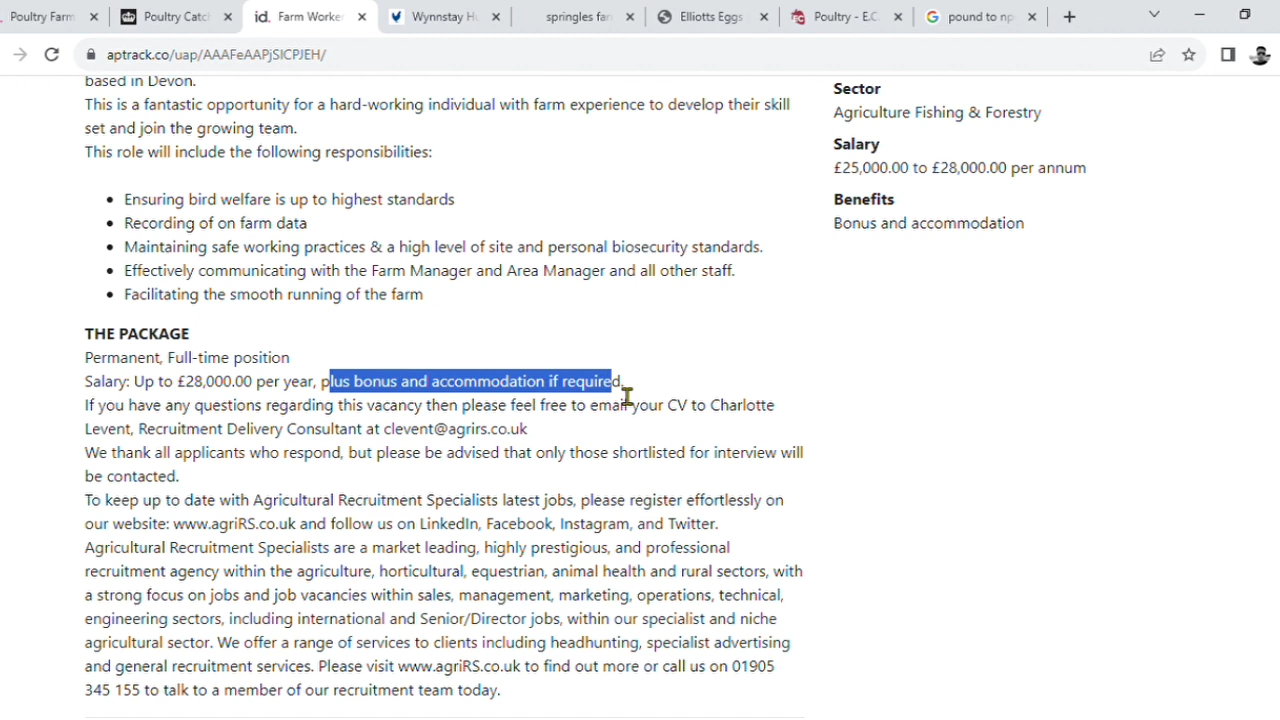 Poultry Farm
Poultry Catc
id. Farm Worke
Wynnstay H
springles far
Elliotts Eggs
Poultry - E.C.
pound to np
aptrack.co/uap/AAAFeAAPjSICPJEH/
based in Devon.
This is a fantastic opportunity for a hard-working individual with farm experience to develop their skill
set and join the growing team.
This role will include the following responsibilities:
• Ensuring bird welfare is up to highest standards
• Recording of on farm data
• Maintaining safe working practices & a high level of site and personal biosecurity standards.
• Effectively communicating with the Farm Manager and Area Manager and all other staff.
• Facilitating the smooth running of the farm
THE PACKAGE
Permanent, Full-time position
Salary: Up to £28,000.00 per year, plus bonus and accommodation if required.
If you have any questions regarding this vacancy then please feel free to email your CV to Charlotte
Levent, Recruitment Delivery Consultant at clevent@agrirs.co.uk
We thank all applicants who respond, but please be advised that only those shortlisted for interview will
be contacted.
To keep up to date with Agricultural Recruitment Specialists latest jobs, please register effortlessly on
our website: www.agriRS.co.uk and follow us on LinkedIn, Facebook, Instagram, and Twitter.
Agricultural Recruitment Specialists are a market leading, highly prestigious, and professional
recruitment agency within the agriculture, horticultural, equestrian, animal health and rural sectors, with
a strong focus on jobs and job vacancies within sales, management, marketing, operations, technical,
engineering sectors, including international and Senior/Director jobs, within our specialist and niche
agricultural sector. We offer a range of services to clients including headhunting, specialist advertising
and general recruitment services. Please visit www.agriRS.co.uk to find out more or call us on 01905
345 155 to talk to a member of our recruitment team today.
Sector
Agriculture Fishing & Forestry
Salary
£25,000.00 to £28,000.00 per annum
Benefits
Bonus and accommodation